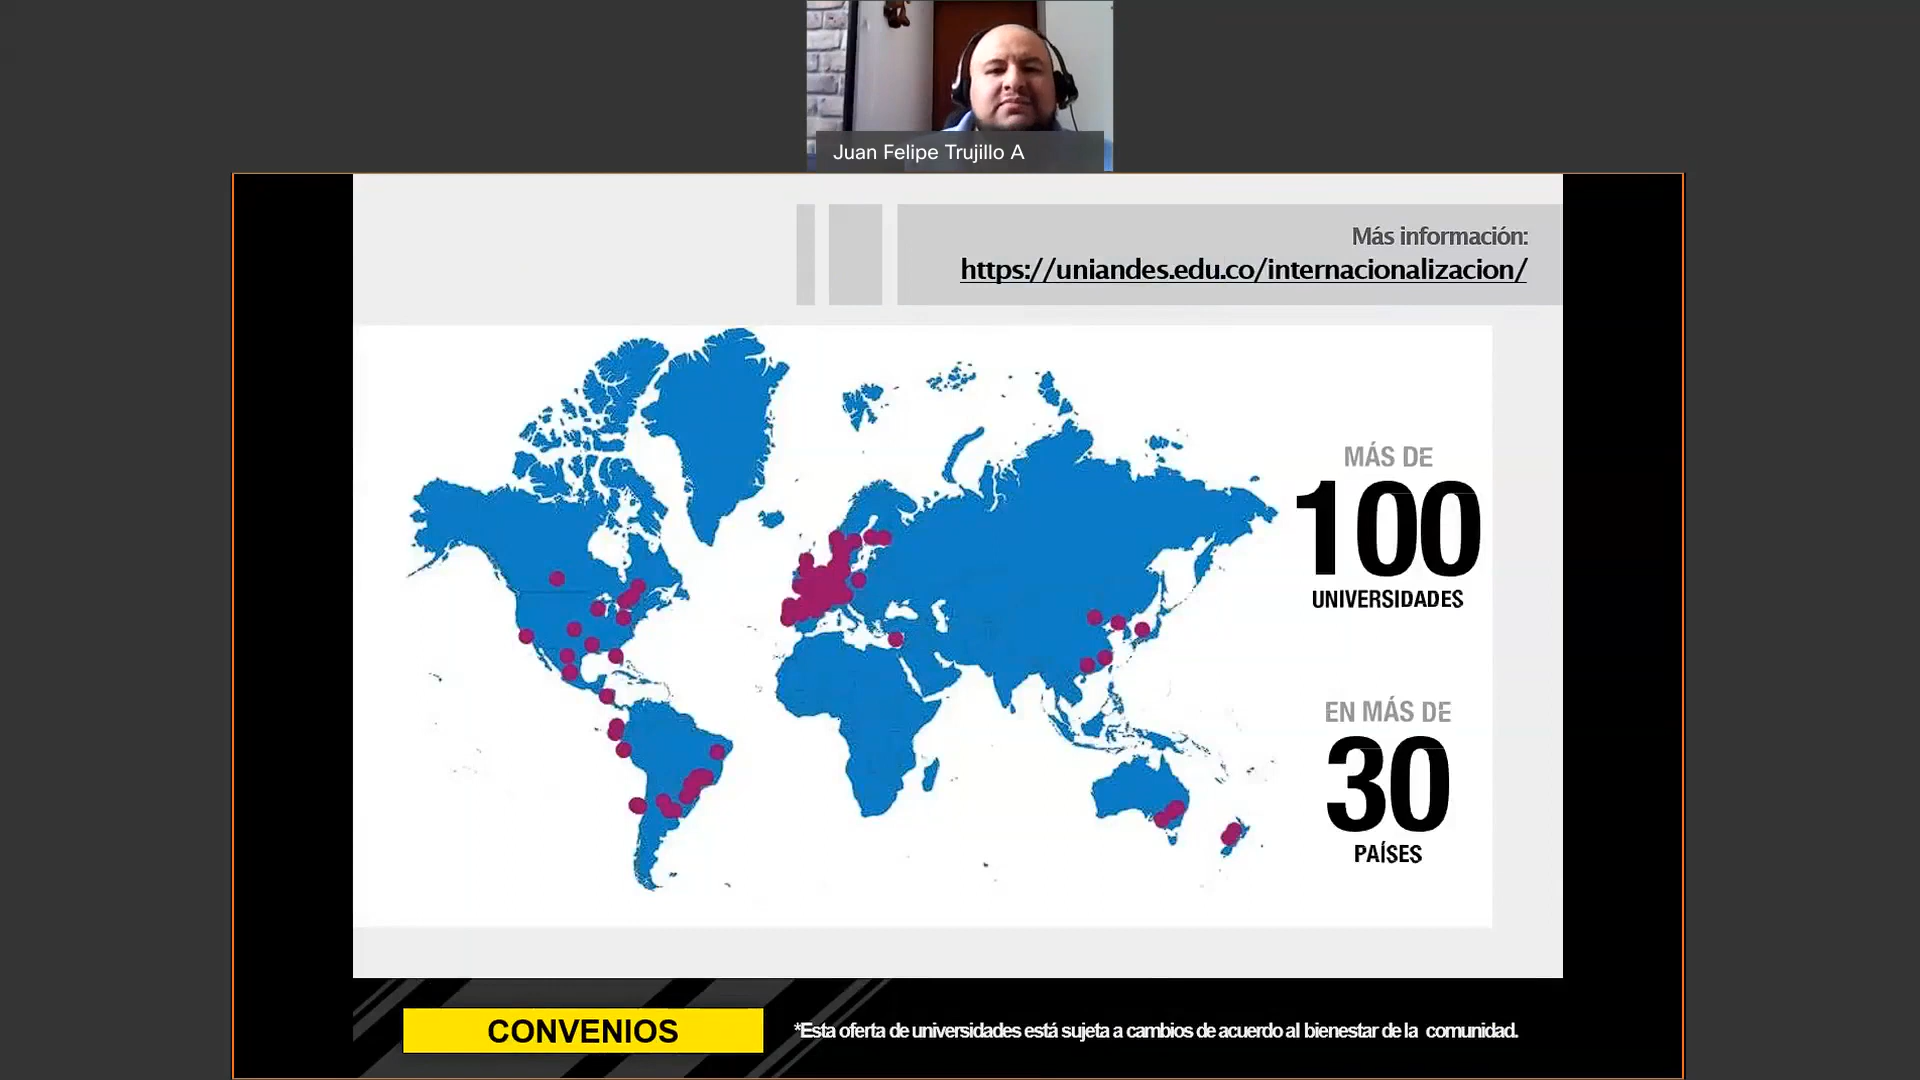 Juan Felipe Trujillo A
Más información:
https://uniandes.edu.co/internacionalizacion/
MÁS DE
100
UNIVERSIDADES
EN MÁS DE
30
PAÍSES
CONVENIOS
*Esta oferta de universidades está sujeta a cambios de acuerdo al bienestar de la comunidad.